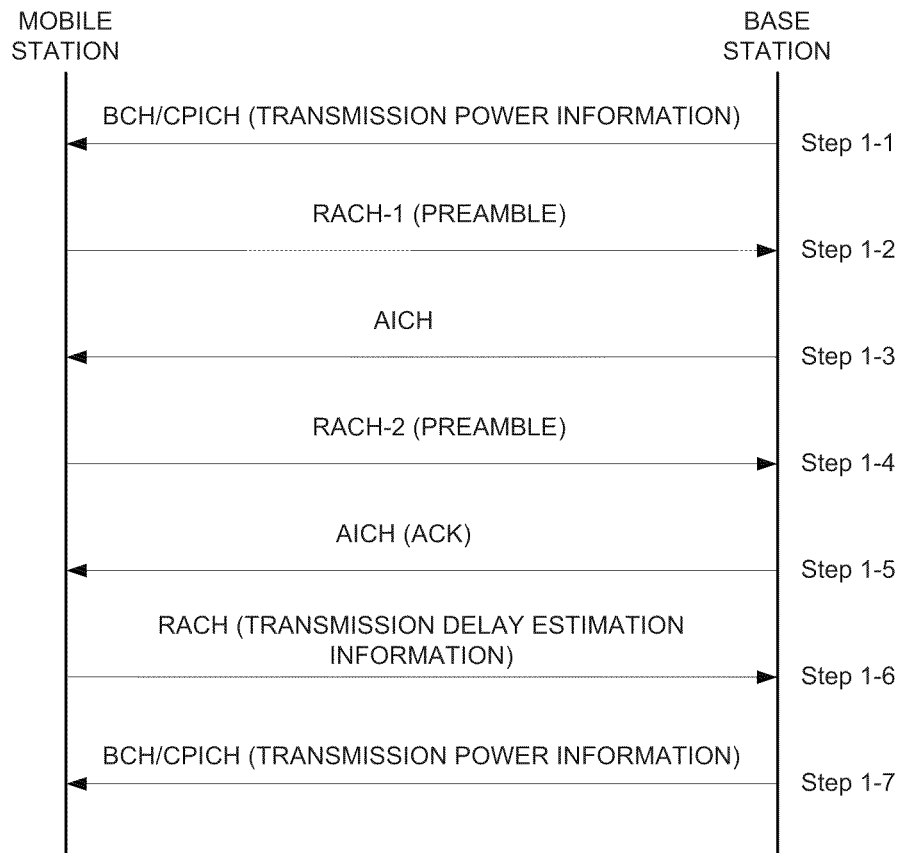 MOBILE
STATION
BASE
STATION
BCH/CPICH (TRANSMISSION POWER INFORMATION)
Step 1-1
RACH-1 (PREAMBLE)
Step 1-2
AICH
Step 1-3
RACH-2 (PREAMBLE)
Step 1-4
AICH (ACK)
Step 1-5
RACH (TRANSMISSION DELAY ESTIMATION
INFORMATION)
Step 1-6
BCH/CPICH (TRANSMISSION POWER INFORMATION)
Step 1-7